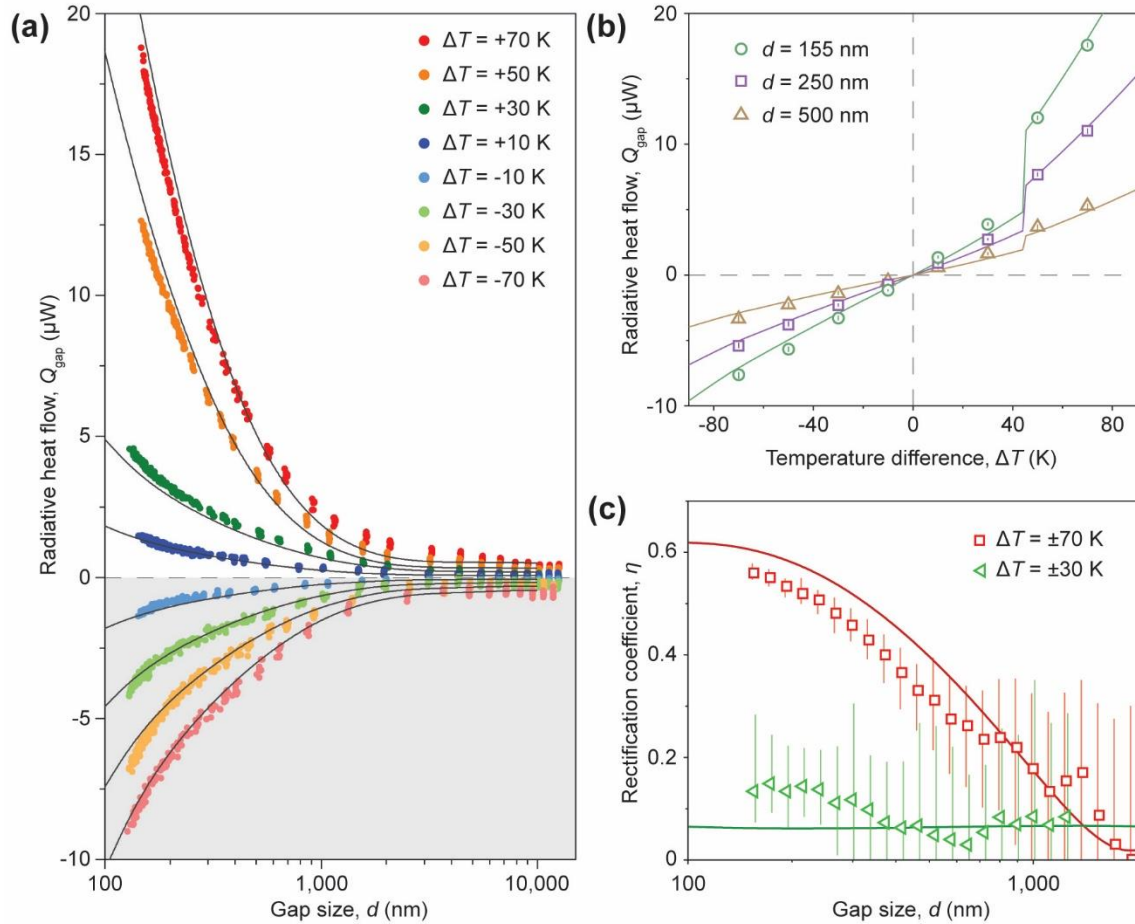 (a)
20
15
10
5
0
-5
-10
Radiative heat flow, Qgap (µW)
ΔT = +70 K
ΔT = +50 K
ΔT = +30 K
ΔT = +10 K
ΔT = -10 K
ΔT = -30 K
ΔT = -50 K
ΔT = -70 K
100 1,000 10,000
Gap size, d (nm)
(b)
20
10
0
-10
Radiative heat flow, Qgap (µW)
d = 155 nm
d = 250 nm
d = 500 nm
-80 -40 0 40 80
Temperature difference, ΔT (K)
(c)
0.6
0.4
0.2
0
Rectification coefficient, η
ΔT = ±70 K
ΔT = ±30 K
100 1,000
Gap size, d (nm)